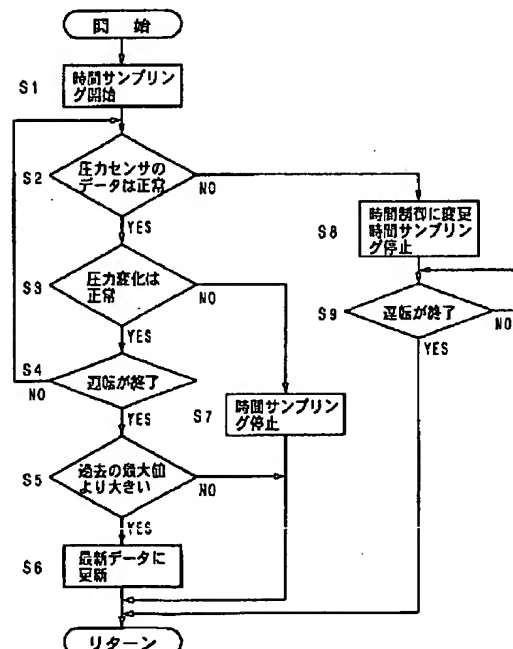 開 始
S1
時間サンプリン
グ開始
S2
圧力センサの
データは正常
NO
YES
S3
圧力変化は
正常
NO
YES
S4
運転が終了
NO
YES
S5
過去の最大値
より大きい
NO
YES
S6
最新データに
更新
S7
時間サンプリン
グ停止
S8
時間制御に変更
時間サンプリン
グ停止
S9
運転が終了
NO
YES
リターン